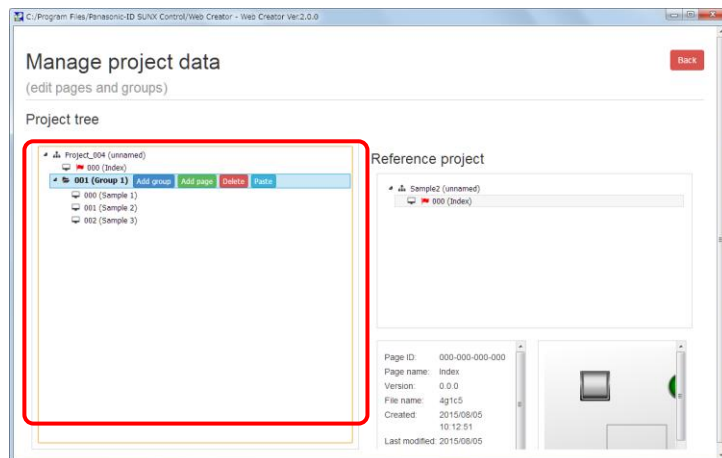 C:/Program Files/Panasonic-ID SUNX Control/Web Creator - Web Creator Ver.2.0.0
Manage project data
Back
(edit pages and groups)
Project tree
Project_004 (unnamed)
000 (Index)
001 (Group 1) Add group Add page Delete Paste
000 (Sample 1)
001 (Sample 2)
002 (Sample 3)
Reference project
Sample2 (unnamed)
000 (Index)
Page ID: 000-000-000-000
Page name: Index
Version: 0.0.0
File name: 4g1c5
Created: 2015/08/05
10:12:51
Last modified: 2015/08/05